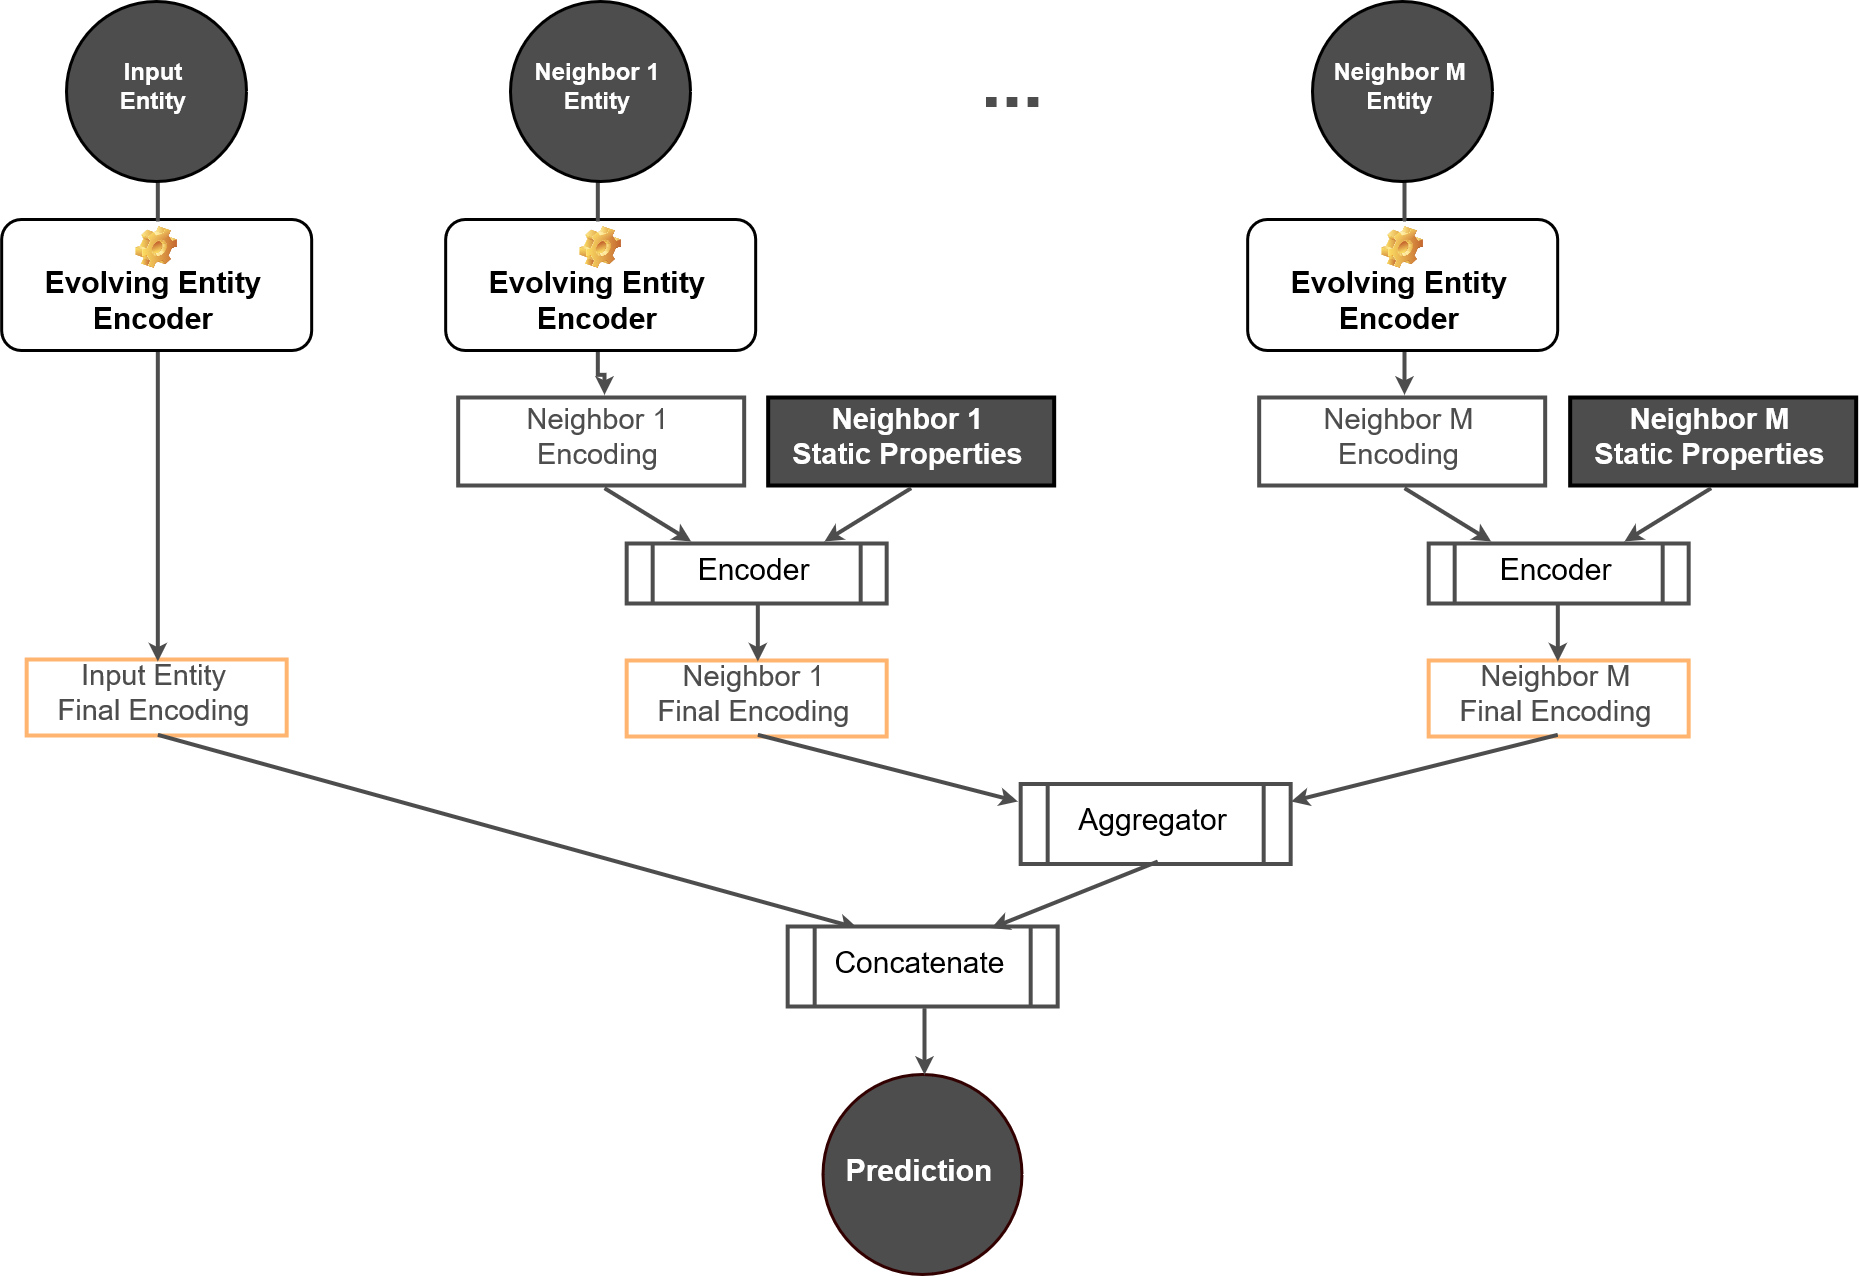 Input
Entity
Neighbor 1
Entity
...
Neighbor M
Entity
Evolving Entity
Encoder
Evolving Entity
Encoder
Evolving Entity
Encoder
Neighbor 1
Encoding
Neighbor 1
Static Properties
Neighbor M
Encoding
Neighbor M
Static Properties
Encoder
Encoder
Input Entity
Final Encoding
Neighbor 1
Final Encoding
Neighbor M
Final Encoding
Aggregator
Concatenate
Prediction